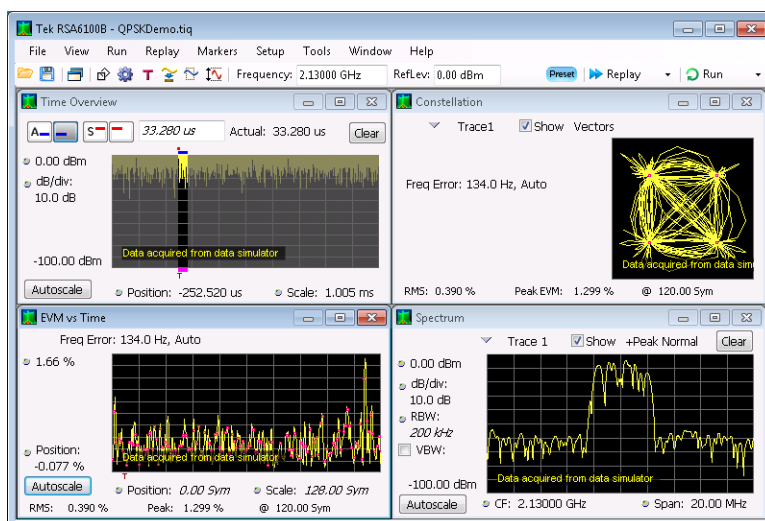 Tek RSA6100B - QPSKDemo.tiq
File View Run Replay Markers Setup Tools Window Help
T Frequency: 2.13000 GHz RefLev: 0.00 dBm Preset Replay Run
Time Overview
A S 33.280 us Actual: 33.280 us Clear
0.00 dBm
dB/div:
10.0 dB
-100.00 dBm
Data acquired from data simulator
T
Autoscale Position: -252.520 us Scale: 1.005 ms
Constellation
Trace1 Show Vectors
Freq Error: 134.0 Hz, Auto
Data acquired from data sim
RMS: 0.390 % Peak EVM: 1.299 % @ 120.00 Sym
EVM vs Time
Freq Error: 134.0 Hz, Auto
1.66 %
Position:
-0.077 %
Data acquired from data simulator
T
Autoscale Position: 0.00 Sym Scale: 128.00 Sym
RMS: 0.390 % Peak: 1.299 % @ 120.00 Sym
Spectrum
Trace 1 Show +Peak Normal Clear
0.00 dBm
dB/div:
10.0 dB
RBW:
200 kHz
VBW:
-100.00 dBm
Data acquired from data simulator
Autoscale CF: 2.13000 GHz Span: 20.00 MHz